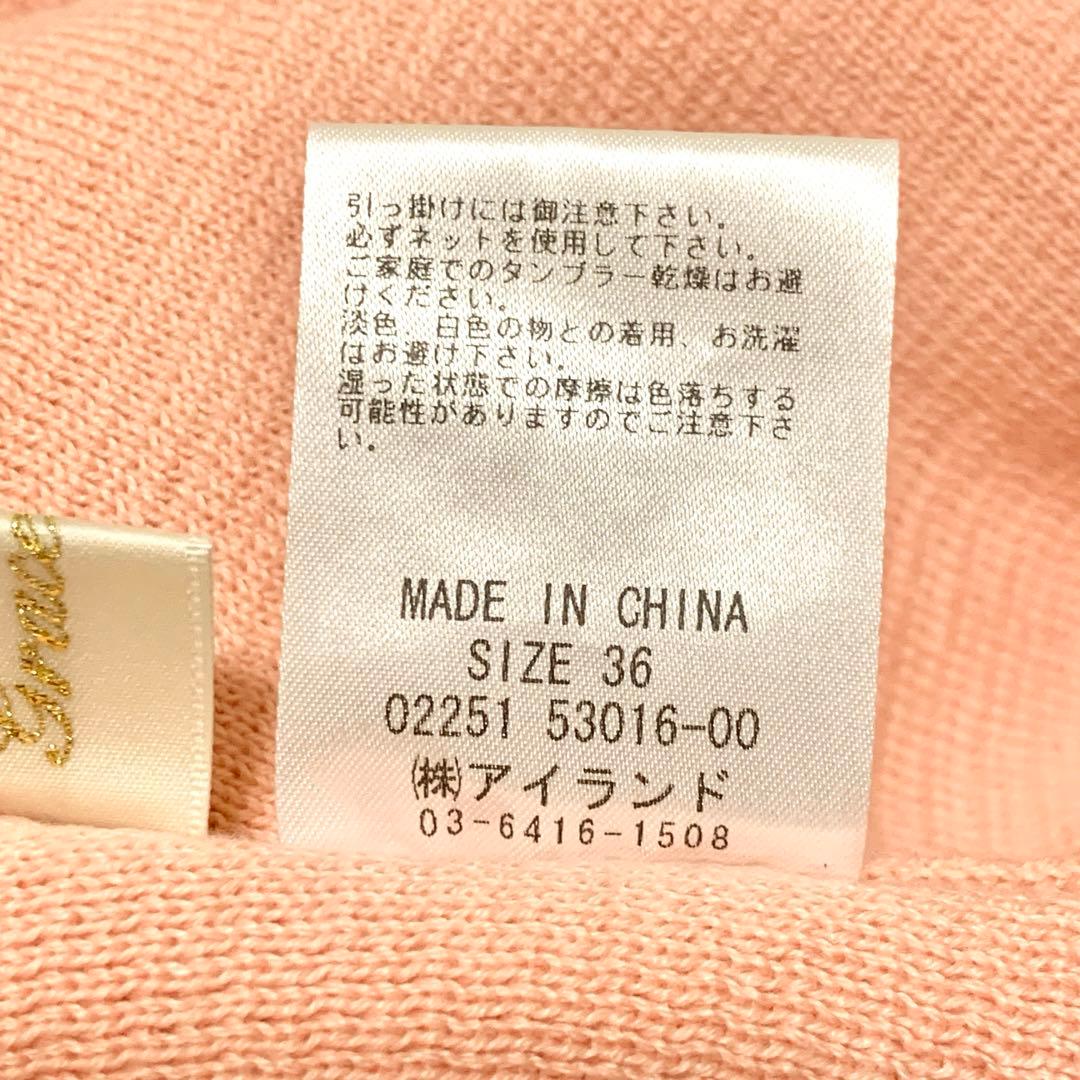 引っ掛けには御注意下さい。
必ずネットを使用して下さい。
ご家庭でのタンブラー乾燥はお避
けください。
淡色、白色の物との着用、お洗濯
はお避け下さい。
湿った状態での摩擦は色落ちする
可能性がありますのでご注意下さ
い。
MADE IN CHINA
SIZE 36
02251 53016-00
㈱アイランド
03-6416-1508
Grace